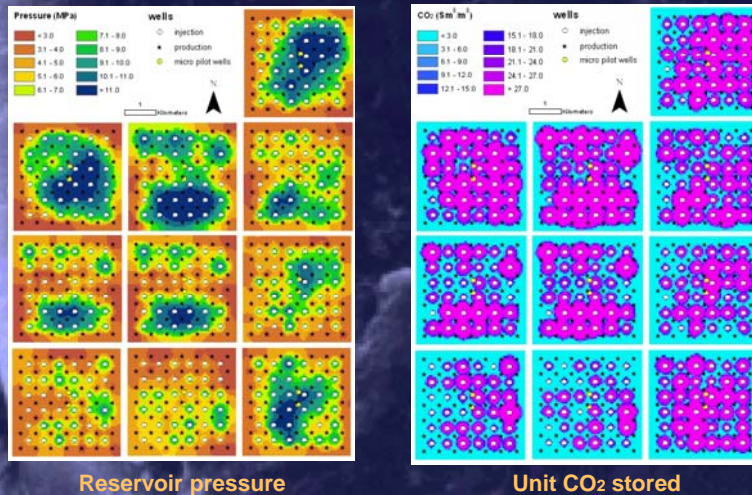 Pressure (MPa)
< 3.0
3.1 - 4.0
4.1 - 5.0
5.1 - 6.0
6.1 - 7.0
7.1 - 8.0
8.1 - 9.0
9.1 - 10.0
10.1 - 11.0
> 11.0
wells
injection
production
micro pilot wells
N
1
Kilometers
CO₂ (Sm³m³)
< 3.0
3.1 - 6.0
6.1 - 9.0
9.1 - 12.0
12.1 - 15.0
15.1 - 18.0
18.1 - 21.0
21.1 - 24.0
24.1 - 27.0
> 27.0
wells
injection
production
micro pilot wells
N
1
Kilometers
Reservoir pressure
Unit CO₂ stored